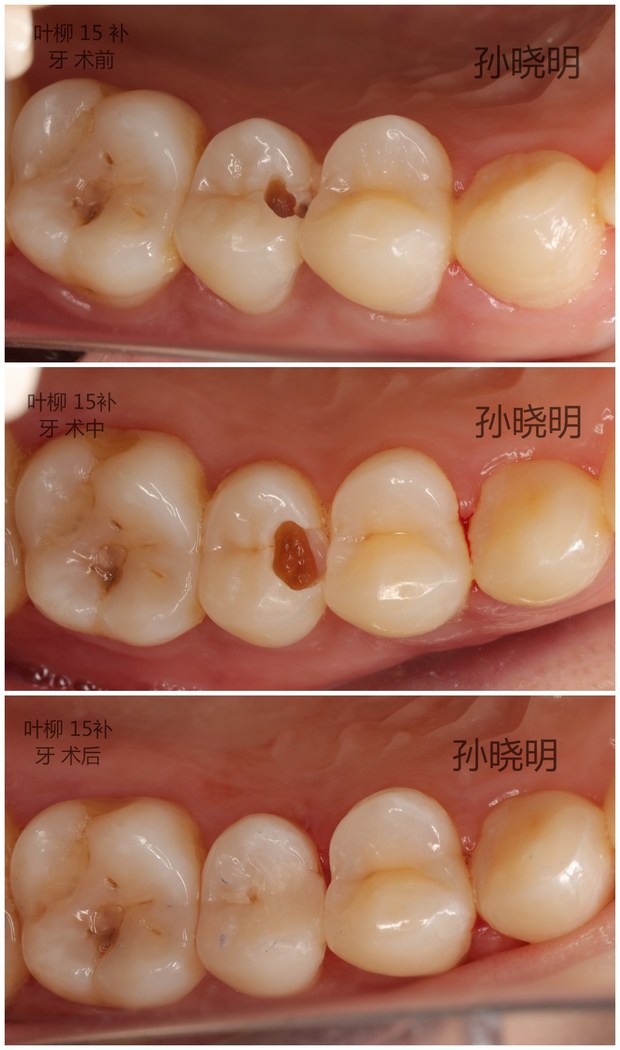 叶柳 15 补
牙 术前
孙晓明
叶柳 15补
牙 术中
孙晓明
叶柳 15补
牙 术后
孙晓明